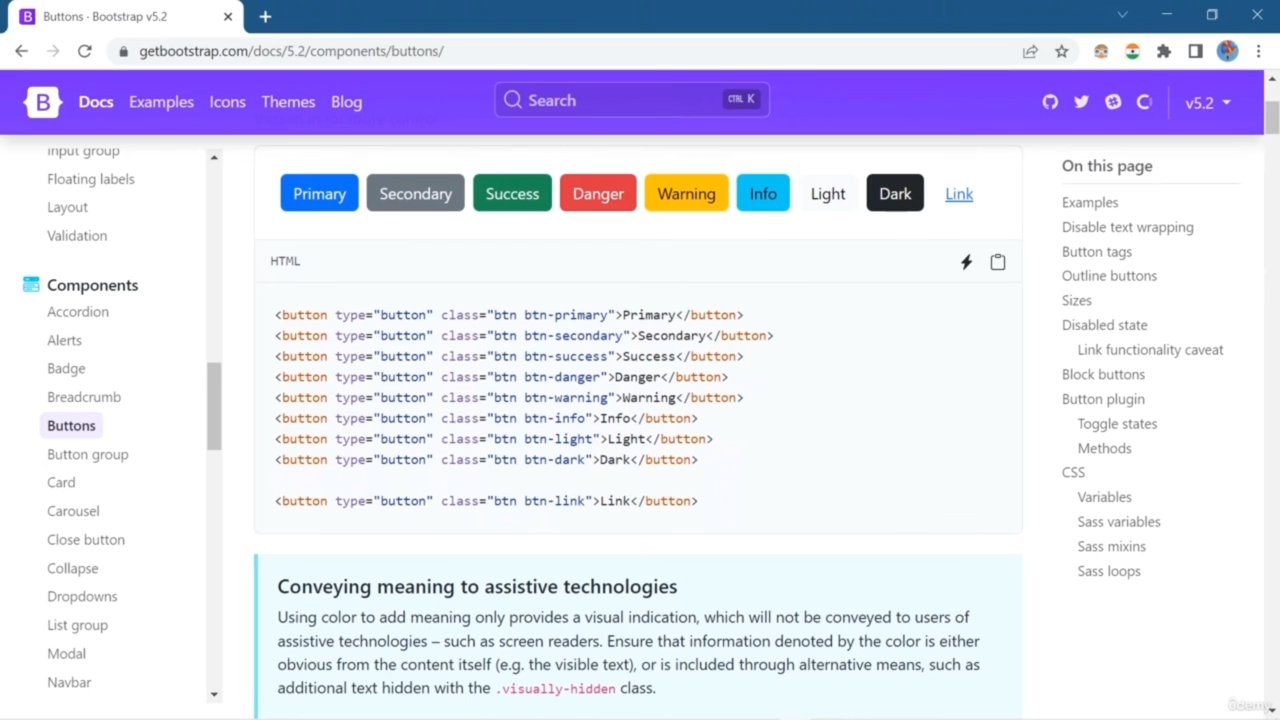 Buttons · Bootstrap v5.2
getbootstrap.com/docs/5.2/components/buttons/
B Docs Examples Icons Themes Blog Search CTRL K v5.2
Input group
Floating labels
Layout
Validation
Components
Accordion
Alerts
Badge
Breadcrumb
Buttons
Button group
Card
Carousel
Close button
Collapse
Dropdowns
List group
Modal
Navbar
Primary Secondary Success Danger Warning Info Light Dark Link
HTML
<button type="button" class="btn btn-primary">Primary</button>
<button type="button" class="btn btn-secondary">Secondary</button>
<button type="button" class="btn btn-success">Success</button>
<button type="button" class="btn btn-danger">Danger</button>
<button type="button" class="btn btn-warning">Warning</button>
<button type="button" class="btn btn-info">Info</button>
<button type="button" class="btn btn-light">Light</button>
<button type="button" class="btn btn-dark">Dark</button>
<button type="button" class="btn btn-link">Link</button>
Conveying meaning to assistive technologies
Using color to add meaning only provides a visual indication, which will not be conveyed to users of
assistive technologies – such as screen readers. Ensure that information denoted by the color is either
obvious from the content itself (e.g. the visible text), or is included through alternative means, such as
additional text hidden with the .visually-hidden class.
On this page
Examples
Disable text wrapping
Button tags
Outline buttons
Sizes
Disabled state
Link functionality caveat
Block buttons
Button plugin
Toggle states
Methods
CSS
Variables
Sass variables
Sass mixins
Sass loops
Udemy